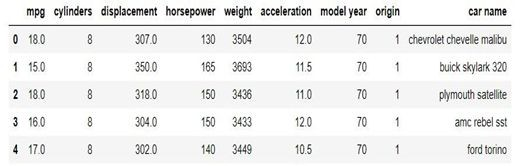 mpg cylinders displacement horsepower weight acceleration model year origin car name
0 18.0 8 307.0 130 3504 12.0 70 1 chevrolet chevelle malibu
1 15.0 8 350.0 165 3693 11.5 70 1 buick skylark 320
2 18.0 8 318.0 150 3436 11.0 70 1 plymouth satellite
3 16.0 8 304.0 150 3433 12.0 70 1 amc rebel sst
4 17.0 8 302.0 140 3449 10.5 70 1 ford torino